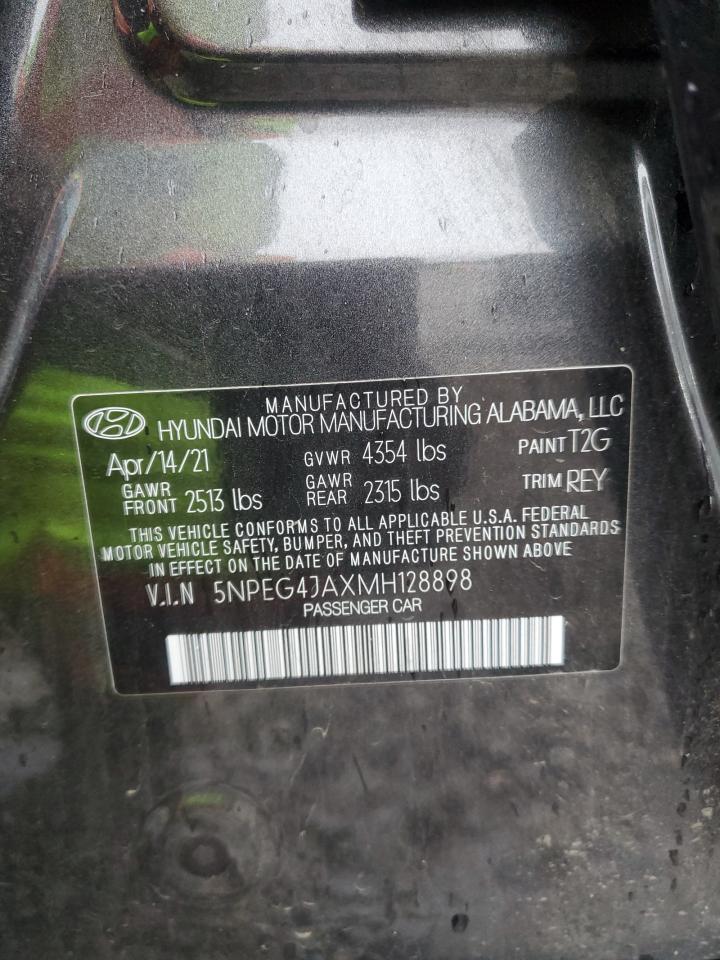 MANUFACTURED BY
HYUNDAI MOTOR MANUFACTURING ALABAMA, LLC
Apr/14/21 GVWR 4354 lbs PAINT T2G
GAWR FRONT 2513 lbs GAWR REAR 2315 lbs TRIM REY
THIS VEHICLE CONFORMS TO ALL APPLICABLE U.S.A. FEDERAL
MOTOR VEHICLE SAFETY, BUMPER, AND THEFT PREVENTION STANDARDS
IN EFFECT ON THE DATE OF MANUFACTURE SHOWN ABOVE
V.I.N 5NPEG4JAXMH128898
PASSENGER CAR